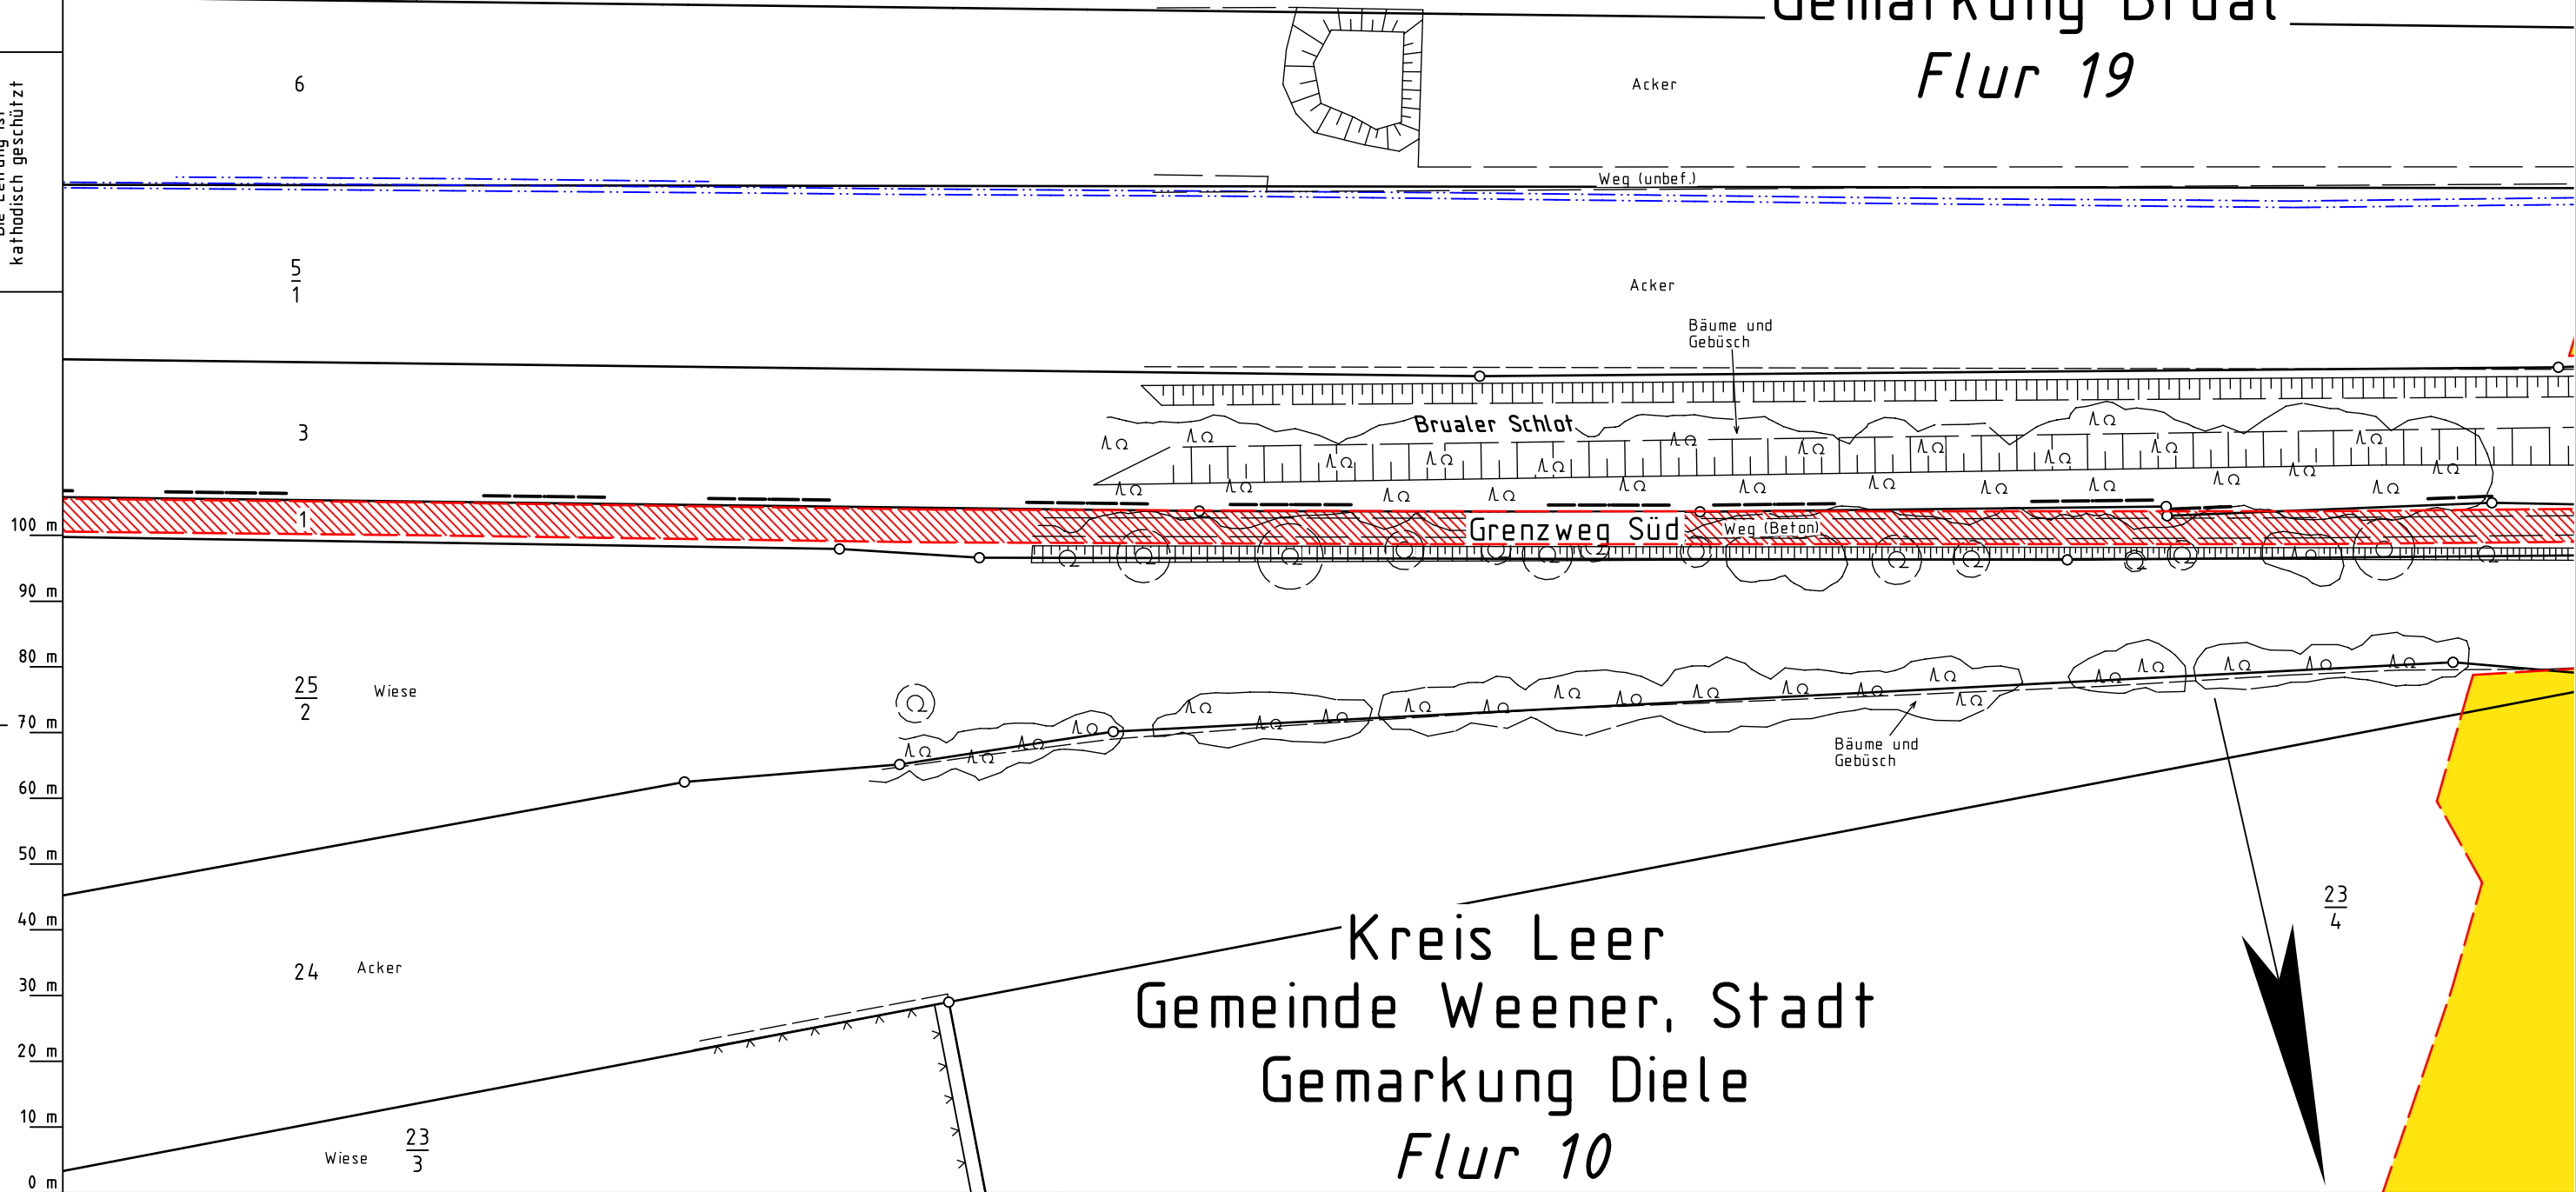 Gemarkung Brual
Flur 19
kathodisch geschützt
6
Acker
Weg (unbef.)
5
1
Acker
Bäume und
Gebüsch
3
Brualer Schlot
1
Grenzweg Süd
Weg (Beton)
100 m
90 m
80 m
70 m
60 m
50 m
40 m
30 m
20 m
10 m
0 m
25
2
Wiese
Bäume und
Gebüsch
23
4
24
Acker
Kreis Leer
Gemeinde Weener, Stadt
Gemarkung Diele
Flur 10
Wiese
23
3